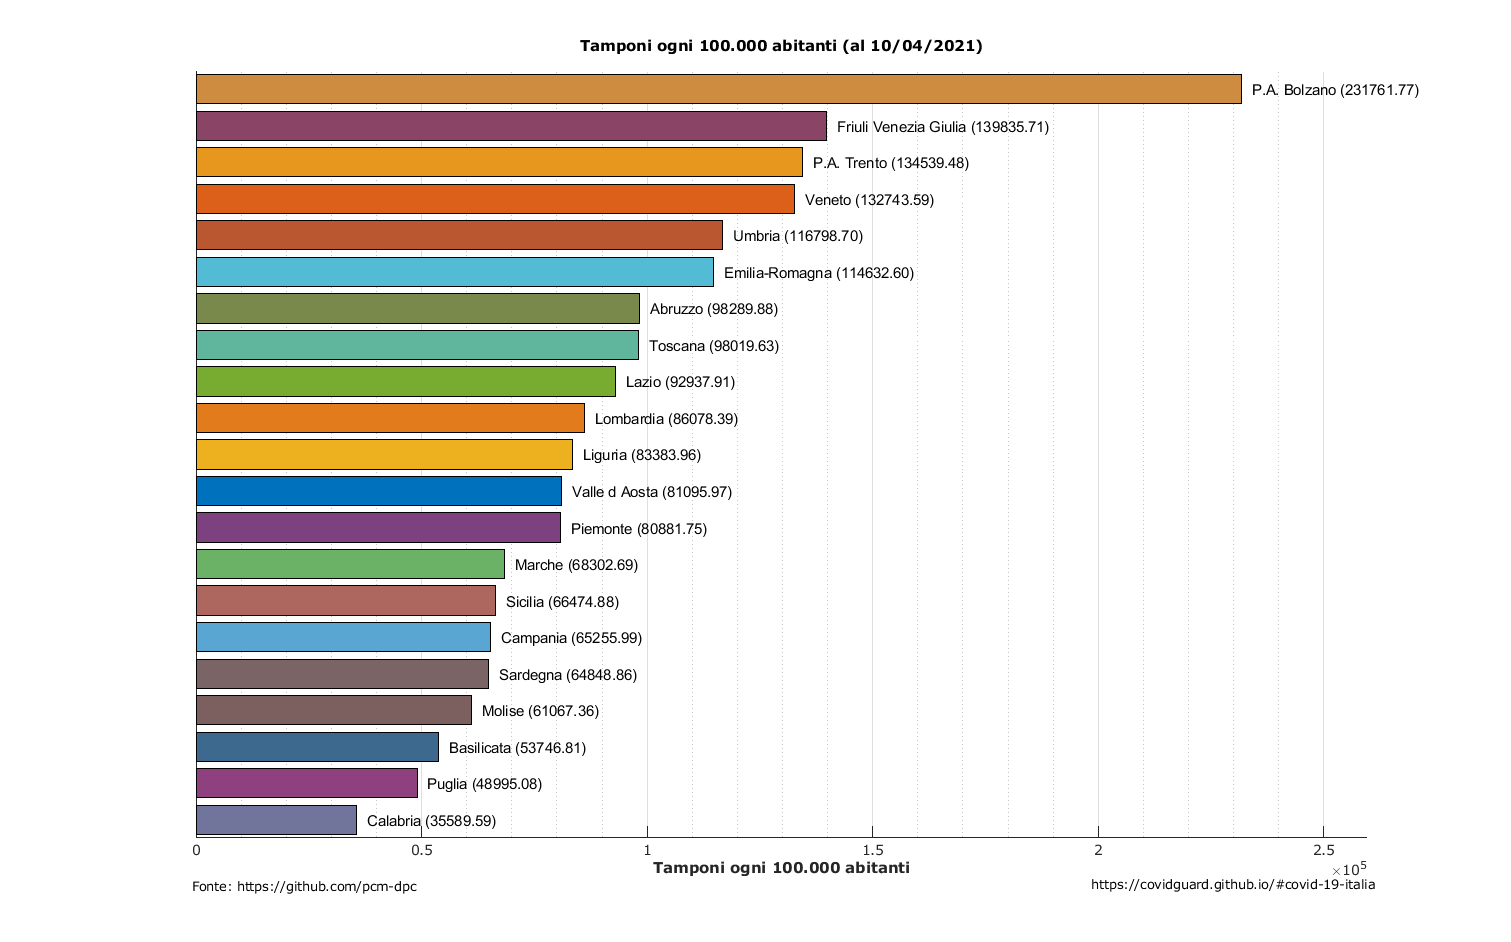 Tamponi ogni 100.000 abitanti (al 10/04/2021)
P.A. Bolzano (231761.77)
Friuli Venezia Giulia (139835.71)
P.A. Trento (134539.48)
Veneto (132743.59)
Umbria (116798.70)
Emilia-Romagna (114632.60)
Abruzzo (98289.88)
Toscana (98019.63)
Lazio (92937.91)
Lombardia (86078.39)
Liguria (83383.96)
Valle d Aosta (81095.97)
Piemonte (80881.75)
Marche (68302.69)
Sicilia (66474.88)
Campania (65255.99)
Sardegna (64848.86)
Molise (61067.36)
Basilicata (53746.81)
Puglia (48995.08)
Calabria (35589.59)
0 0.5 1 1.5 2 2.5
×10⁵
Tamponi ogni 100.000 abitanti
Fonte: https://github.com/pcm-dpc
https://covidguard.github.io/#covid-19-italia